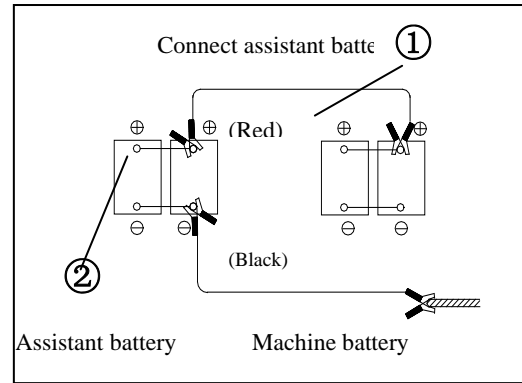 Connect assistant batte ①
⊕ ⊕ (Red) ⊕ ⊕
⊖ ⊖ ⊖ ⊖
②
(Black)
Assistant battery Machine battery